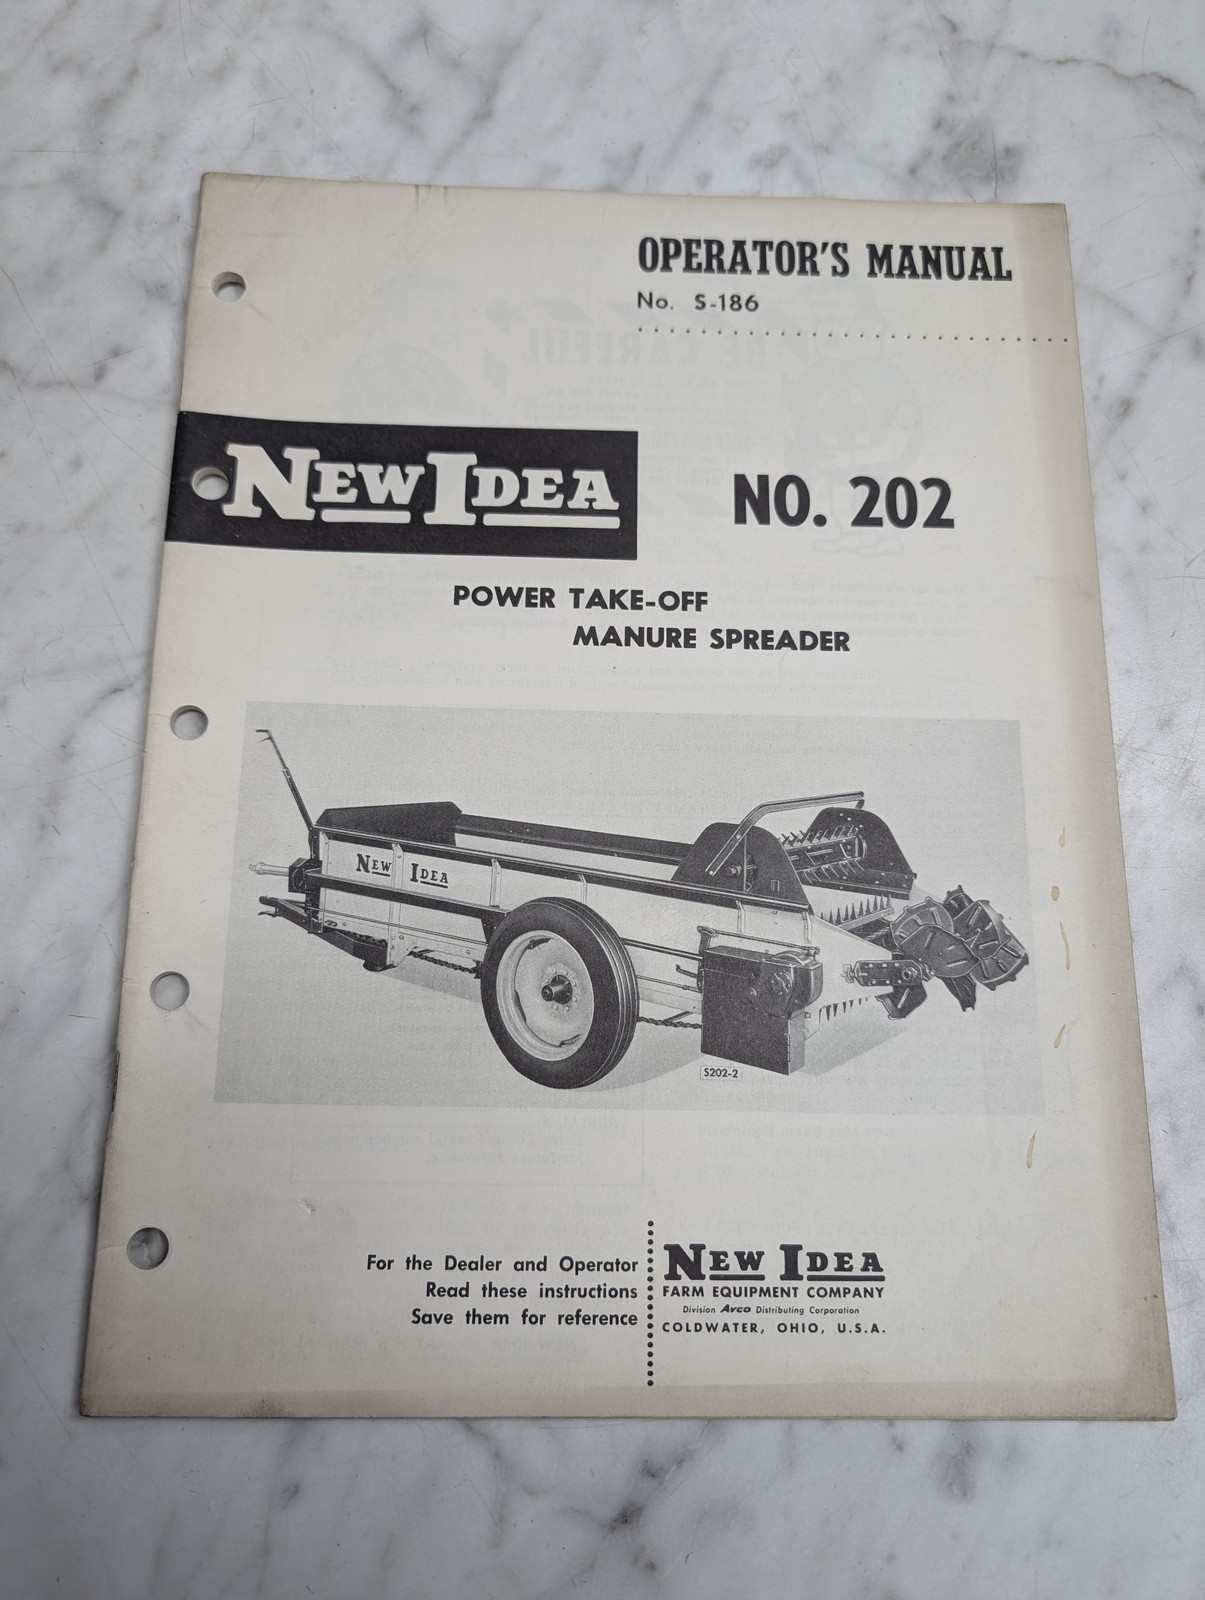 OPERATOR'S MANUAL
No. S-186
NEW IDEA
NO. 202
POWER TAKE-OFF
MANURE SPREADER
NEW IDEA
S202-2
For the Dealer and Operator
Read these instructions
Save them for reference
NEW IDEA
FARM EQUIPMENT COMPANY
Division Avco Distributing Corporation
COLDWATER, OHIO, U.S.A.